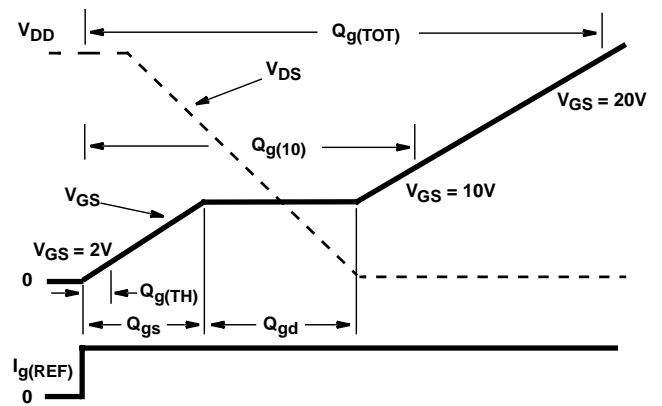 V_DD
Q_g(TOT)
V_DS
V_GS = 20V
Q_g(10)
V_GS
V_GS = 10V
V_GS = 2V
0
Q_g(TH)
Q_gs
Q_gd
I_g(REF)
0